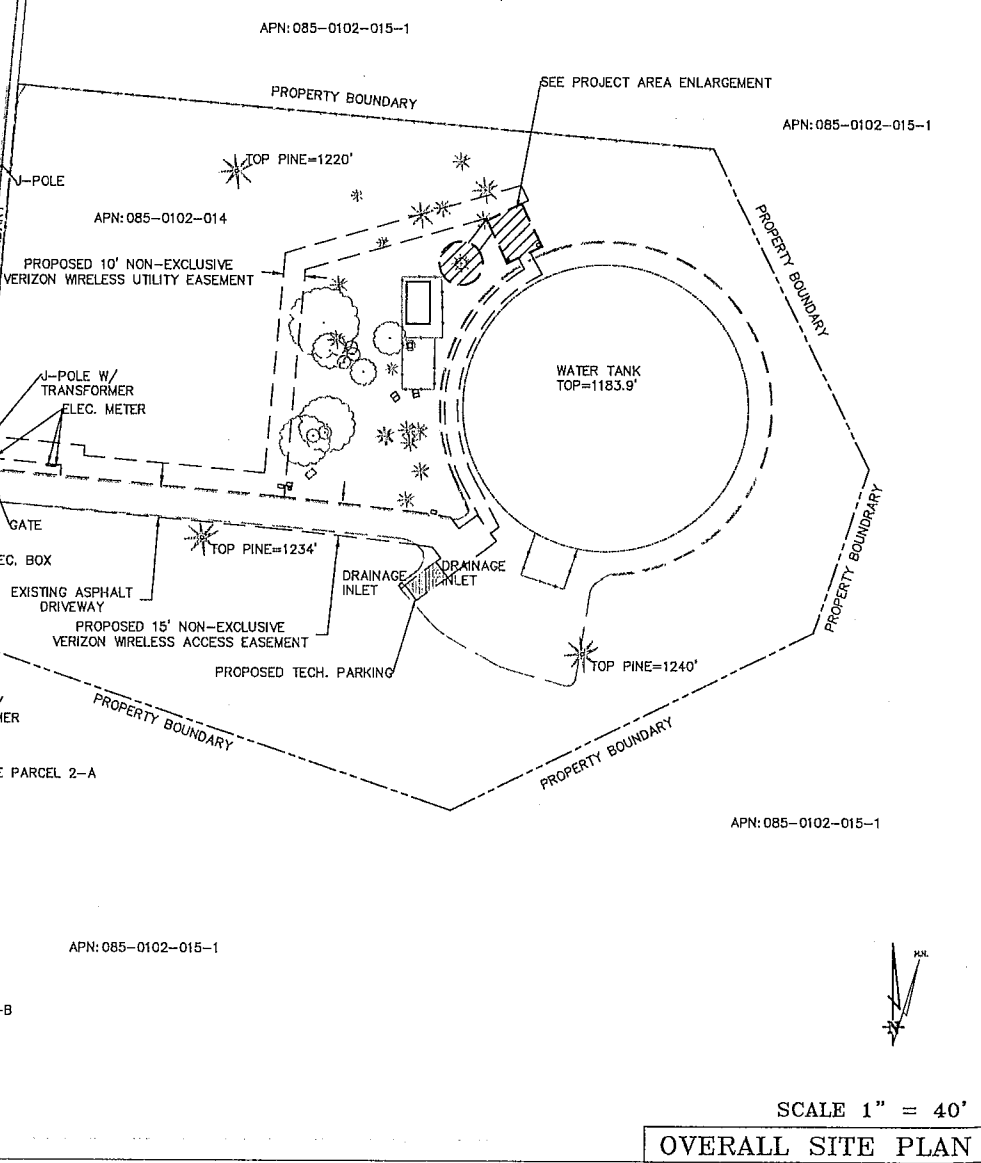 APN: 085-0102-015-1
PROPERTY BOUNDARY
SEE PROJECT AREA ENLARGEMENT
APN: 085-0102-015-1
TOP PINE=1220'
J-POLE
APN: 085-0102-014
PROPERTY BOUNDARY
PROPOSED 10' NON-EXCLUSIVE
VERIZON WIRELESS UTILITY EASEMENT
WATER TANK
TOP=1183.9'
J-POLE W/
TRANSFORMER
ELEC. METER
GATE
TOP PINE=1234'
EC. BOX
EXISTING ASPHALT
DRIVEWAY
DRAINAGE
INLET
DRAINAGE
INLET
PROPERTY BOUNDRARY
PROPOSED 15' NON-EXCLUSIVE
VERIZON WIRELESS ACCESS EASEMENT
PROPOSED TECH. PARKING
TOP PINE=1240'
PROPERTY BOUNDARY
MER
PROPERTY BOUNDARY
E PARCEL 2-A
APN: 085-0102-015-1
APN: 085-0102-015-1
M.N.
-B
N
SCALE 1" = 40'
OVERALL SITE PLAN